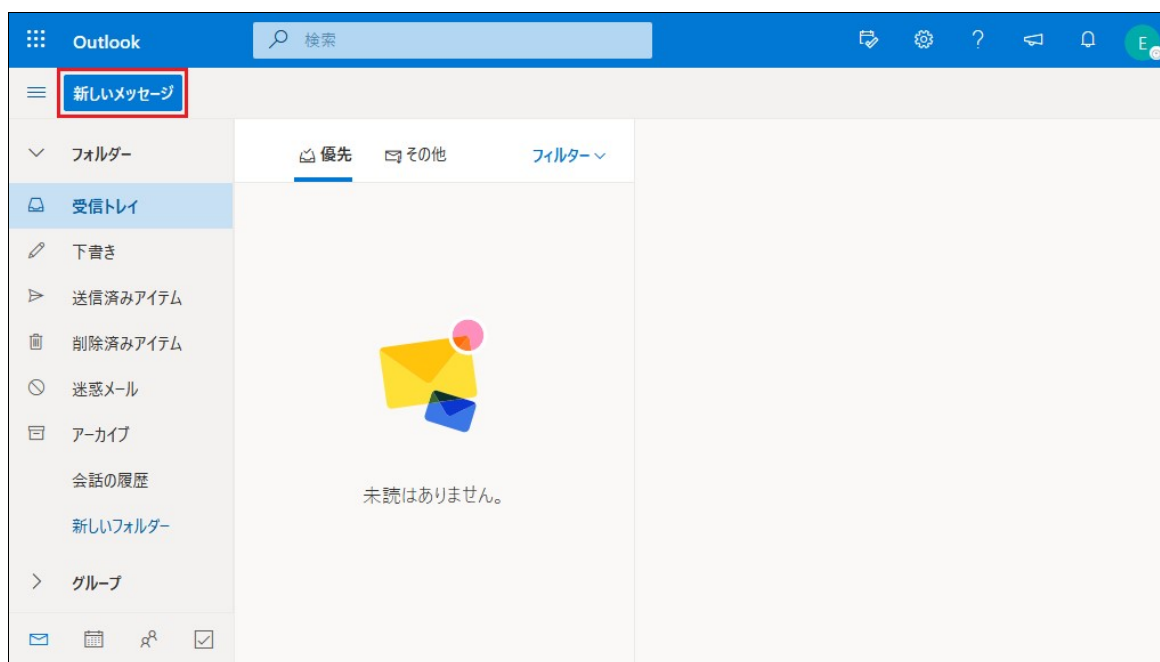 Outlook
検索
E
新しいメッセージ
フォルダー
優先
その他
フィルター
受信トレイ
下書き
送信済みアイテム
削除済みアイテム
迷惑メール
アーカイブ
会話の履歴
未読はありません。
新しいフォルダー
グループ